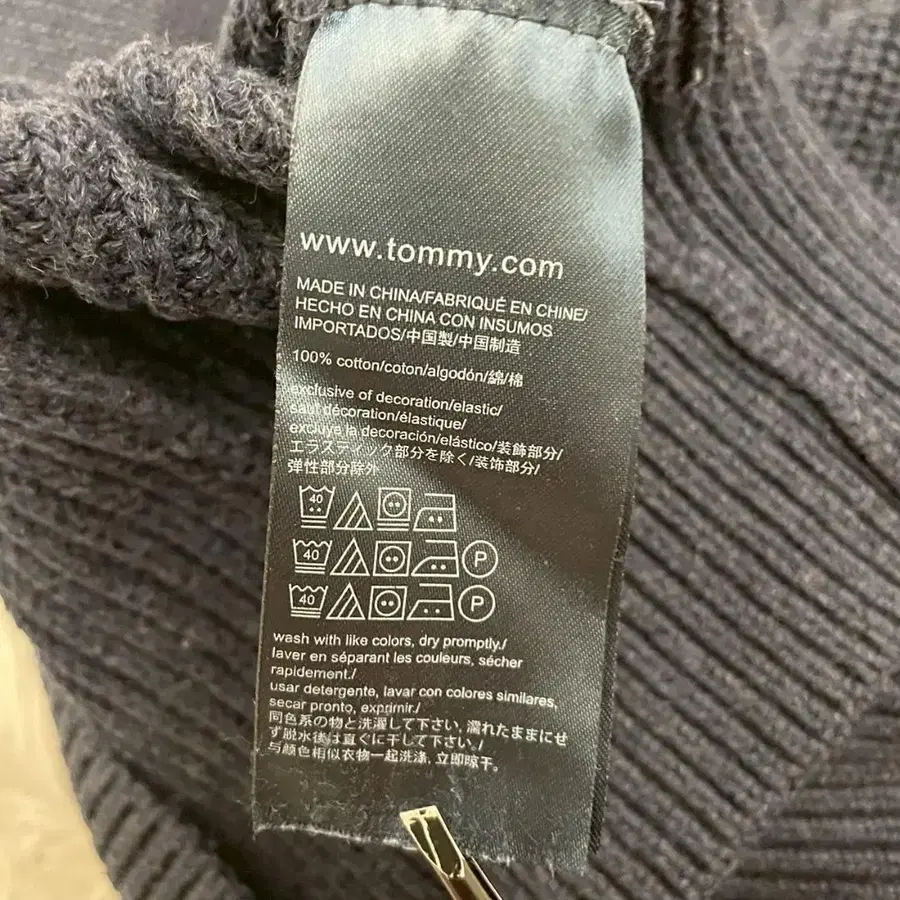 www.tommy.com
MADE IN CHINA/FABRIQUÉ EN CHINE/
HECHO EN CHINA CON INSUMOS
IMPORTADOS/中国製/中国制造
100% cotton/coton/algodón/綿/棉
exclusive of decoration/elastic/
sauf décoration/élastique/
excluye la decoración/elástico/装飾部分/
エラスティック部分を除く/装饰部分/
弹性部分除外
40
40 P
40 P
wash with like colors, dry promptly./
laver en séparant les couleurs, sécher
rapidement./
usar detergente, lavar con colores similares,
secar pronto, exprimir./
同色系の物と洗濯して下さい, 濡れたままにせ
ず脱水後は直ぐに干して下さい./
与颜色相似衣物一起洗涤, 立即晾干.